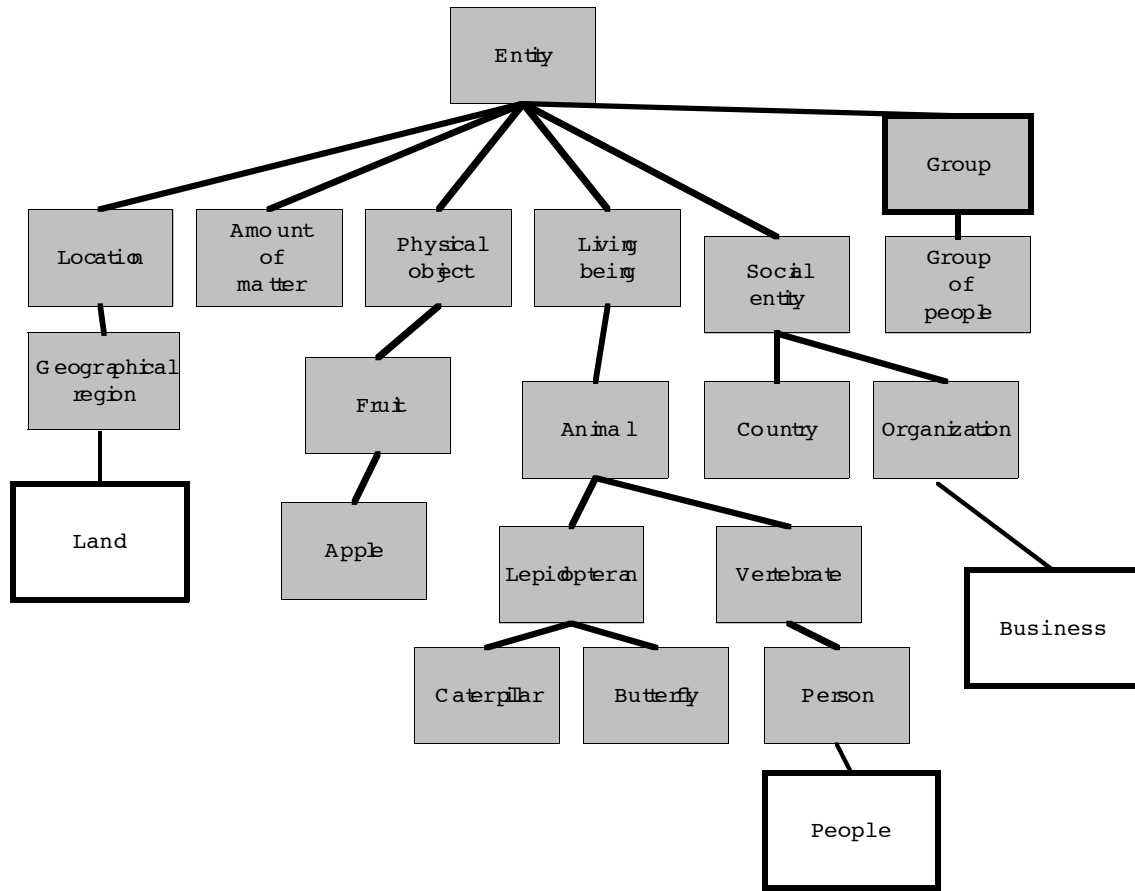 Entity
Group
Location
Amount
of
matter
Physical
object
Living
being
Social
entity
Group
of
people
Geographical
region
Fruit
Animal
Country
Organization
Land
Apple
Lepidopteran
Vertebrate
Business
Caterpillar
Butterfly
Person
People